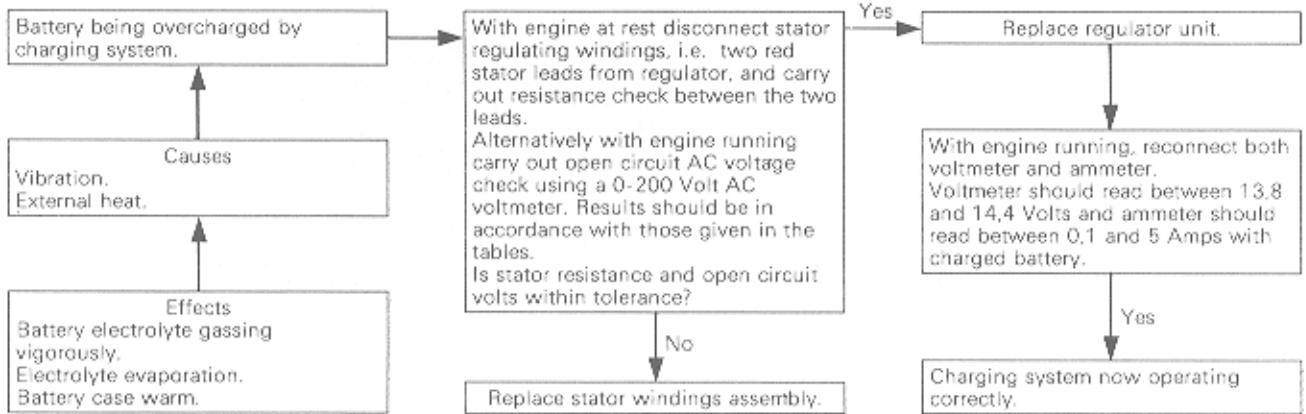 Battery being overcharged by
charging system.
Causes
Vibration.
External heat.
Effects
Battery electrolyte gassing
vigorously.
Electrolyte evaporation.
Battery case warm.
With engine at rest disconnect stator
regulating windings, i.e. two red
stator leads from regulator, and carry
out resistance check between the two
leads.
Alternatively with engine running
carry out open circuit AC voltage
check using a 0-200 Volt AC
voltmeter. Results should be in
accordance with those given in the
tables.
Is stator resistance and open circuit
volts within tolerance?
No
Replace stator windings assembly.
Yes
Replace regulator unit.
With engine running, reconnect both
voltmeter and ammeter.
Voltmeter should read between 13.8
and 14,4 Volts and ammeter should
read between 0,1 and 5 Amps with
charged battery.
Yes
Charging system now operating
correctly.